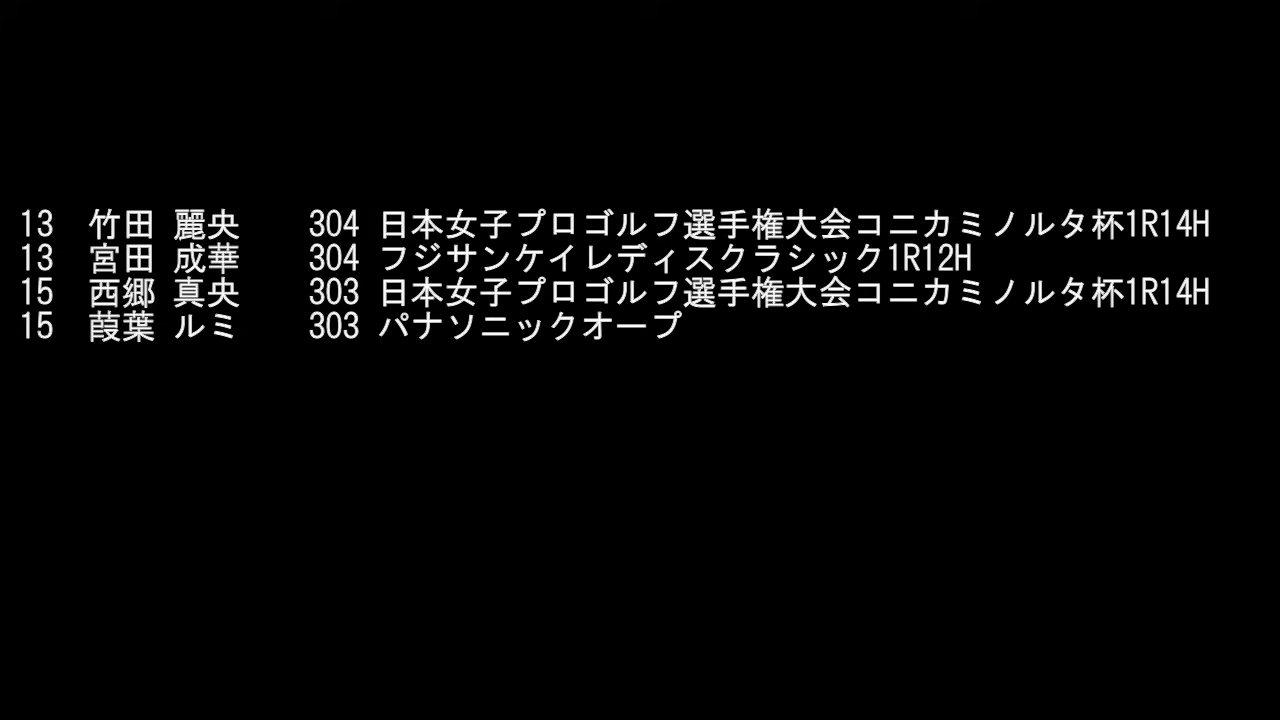 13 竹田 麗央 304 日本女子プロゴルフ選手権大会コニカミノルタ杯1R14H
13 宮田 成華 304 フジサンケイレディスクラシック1R12H
15 西郷 真央 303 日本女子プロゴルフ選手権大会コニカミノルタ杯1R14H
15 葭葉 ルミ 303 パナソニックオープ